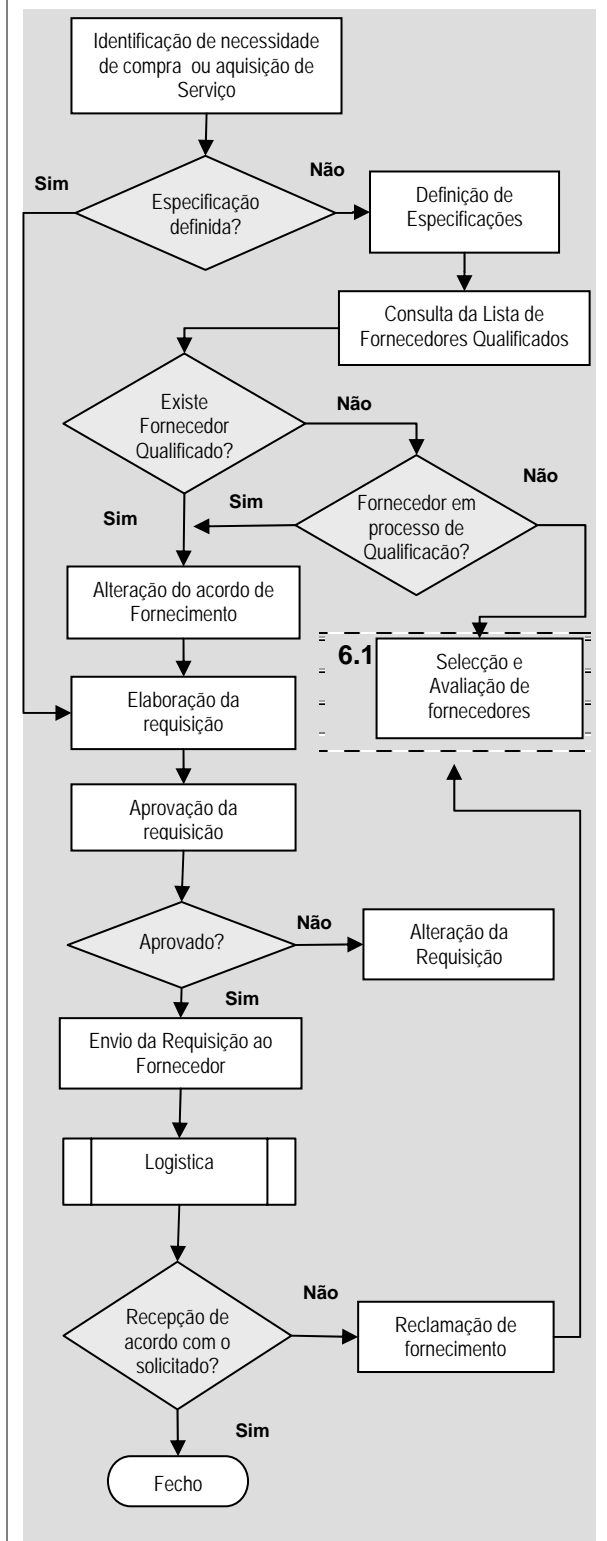 Identificação de necessidade
de compra ou aquisição de
Serviço
Sim
Não
Especificação
definida?
Definição de
Especificações
Consulta da Lista de
Fornecedores Qualificados
Existe
Fornecedor
Qualificado?
Não
Sim
Sim
Fornecedor em
processo de
Qualificacão?
Não
Alteração do acordo de
Fornecimento
6.1
Selecção e
Avaliação de
fornecedores
Elaboração da
requisição
Aprovação da
requisicão
Aprovado?
Não
Alteração da
Requisição
Sim
Envio da Requisição ao
Fornecedor
Logistica
Recepção de
acordo com o
solicitado?
Não
Reclamação de
fornecimento
Sim
Fecho